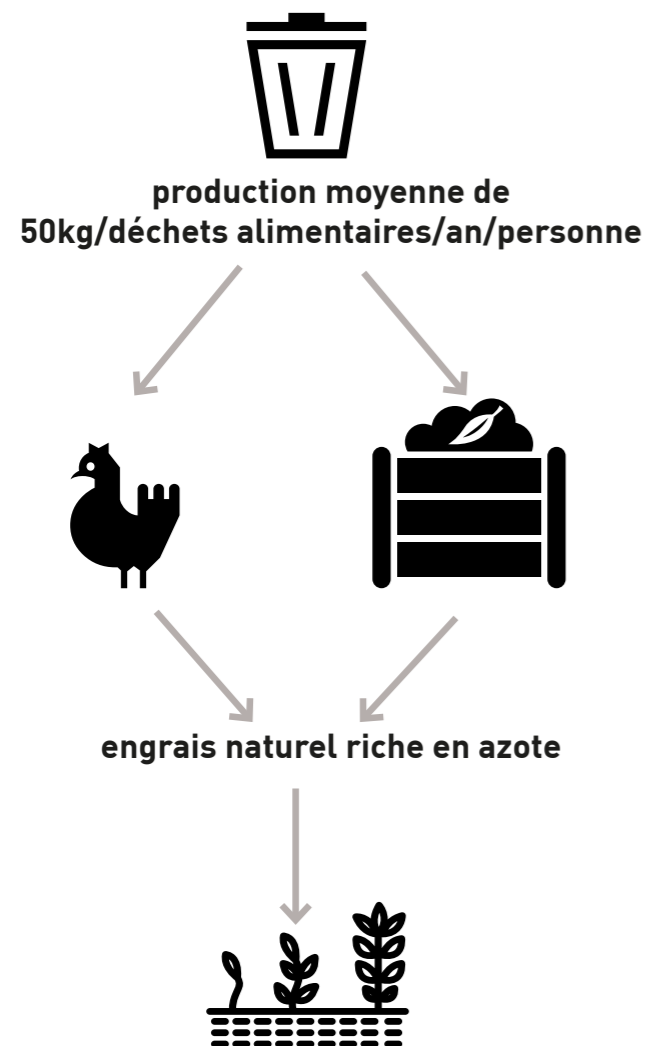 production moyenne de
50kg/déchets alimentaires/an/personne
engrais naturel riche en azote